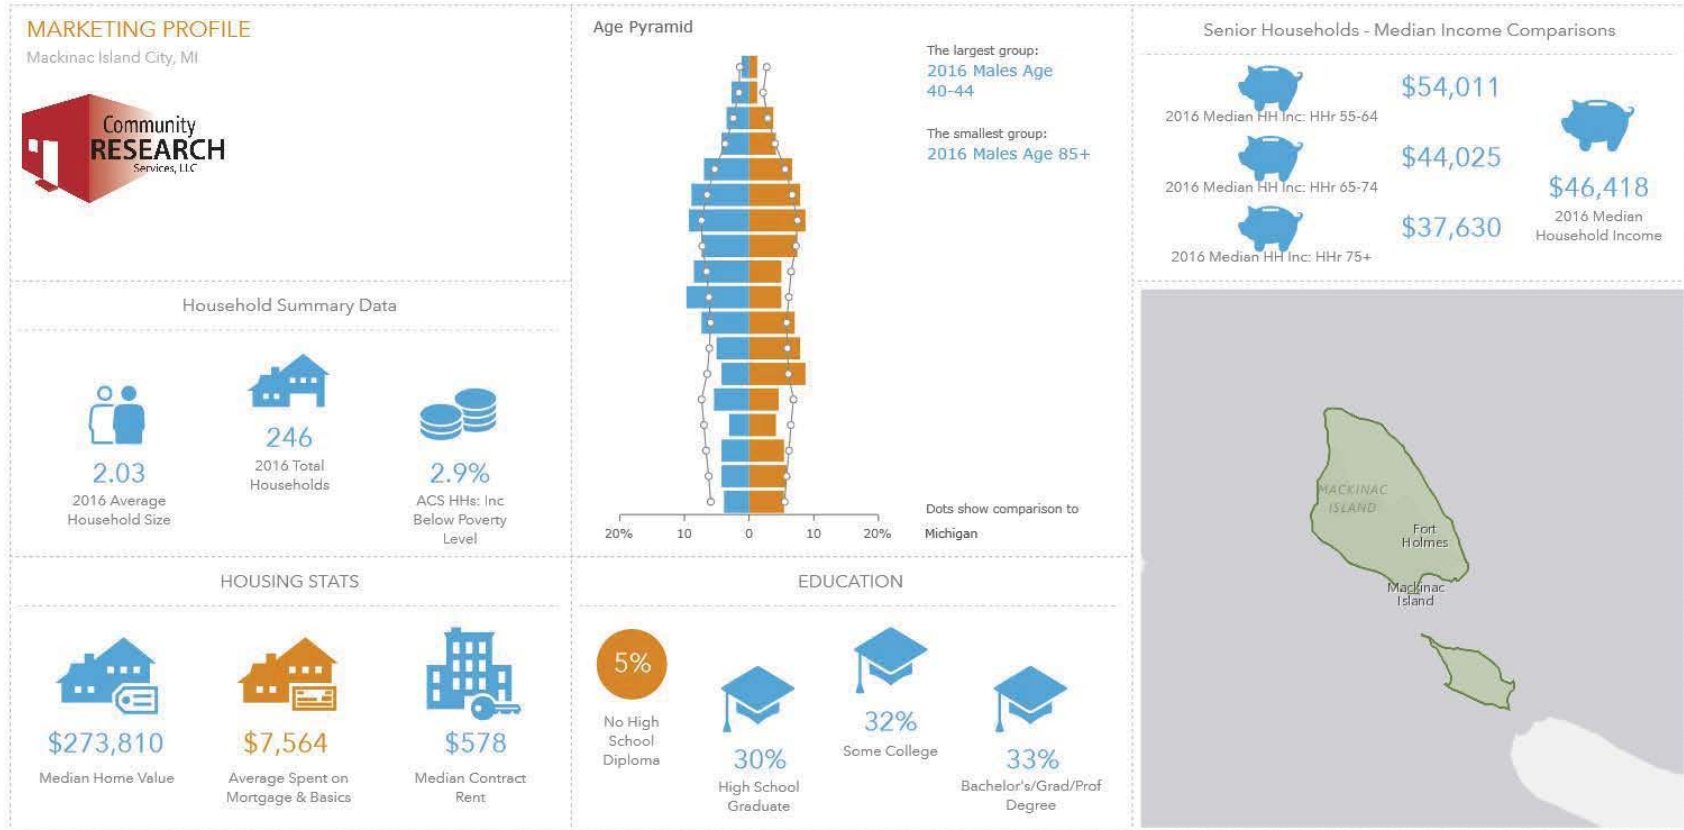 MARKETING PROFILE
Mackinac Island City, MI
Community
RESEARCH
Services, LLC
Household Summary Data
2.03
2016 Average
Household Size
246
2016 Total
Households
2.9%
ACS HHs: Inc
Below Poverty
Level
HOUSING STATS
$273,810
Median Home Value
$7,564
Average Spent on
Mortgage & Basics
$578
Median Contract
Rent
Age Pyramid
The largest group:
2016 Males Age
40-44
The smallest group:
2016 Males Age 85+
Dots show comparison to
Michigan
20% 10 0 10 20%
EDUCATION
5%
No High
School
Diploma
30%
High School
Graduate
32%
Some College
33%
Bachelor's/Grad/Prof
Degree
Senior Households - Median Income Comparisons
$54,011
2016 Median HH Inc: HHr 55-64
$44,025
2016 Median HH Inc: HHr 65-74
$37,630
2016 Median HH Inc: HHr 75+
$46,418
2016 Median
Household Income
MACKINAC
ISLAND
Fort
Holmes
Mackinac
Island